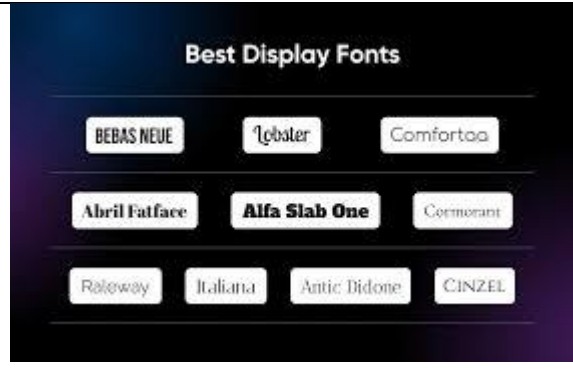 Best Display Fonts
BEBAS NEUE Lobster Comfortaa
Abril Fatface Alfa Slab One Cormorant
Raleway Italiana Antic Didone CINZEL